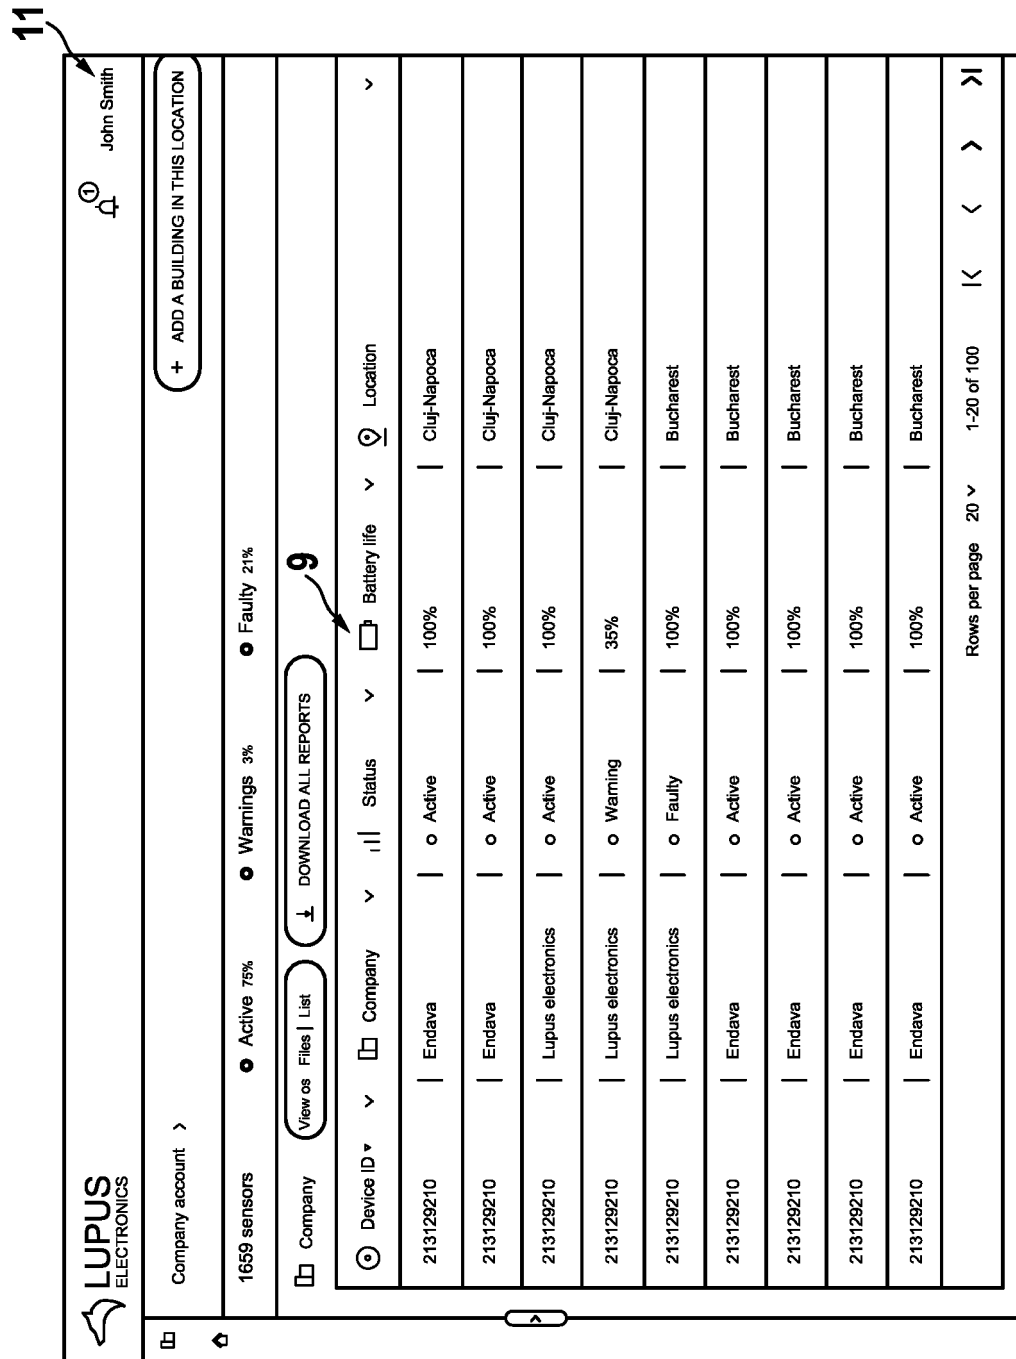 11
LUPUS
ELECTRONICS
1
John Smith
Company account >
+ ADD A BUILDING IN THIS LOCATION
1659 sensors Active 75% Warnings 3% Faulty 21%
Company View os Files | List DOWNLOAD ALL REPORTS
9
Device ID Company Status Battery life Location
213129210 | Endava | Active | 100% | Cluj-Napoca
213129210 | Endava | Active | 100% | Cluj-Napoca
213129210 | Lupus electronics | Active | 100% | Cluj-Napoca
213129210 | Lupus electronics | Warning | 35% | Cluj-Napoca
213129210 | Lupus electronics | Faulty | 100% | Bucharest
213129210 | Endava | Active | 100% | Bucharest
213129210 | Endava | Active | 100% | Bucharest
213129210 | Endava | Active | 100% | Bucharest
213129210 | Endava | Active | 100% | Bucharest
Rows per page 20 1-20 of 100